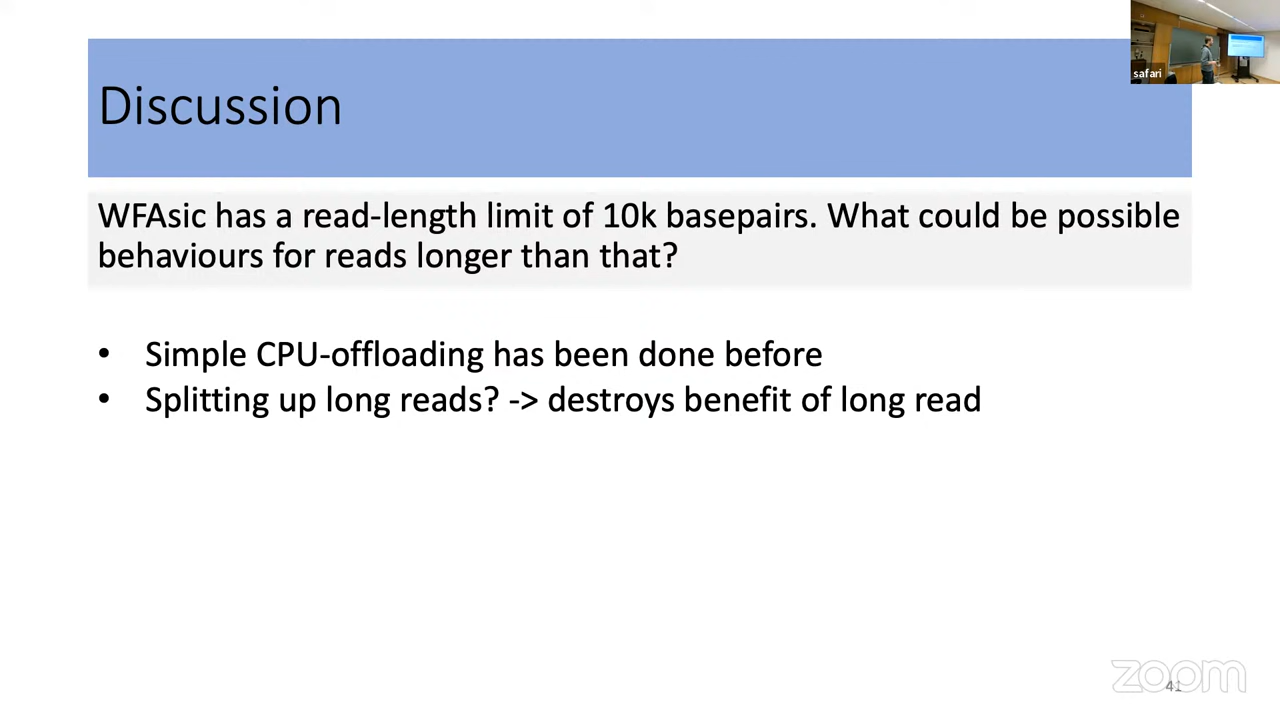 safari
Discussion
WFAsic has a read-length limit of 10k basepairs. What could be possible
behaviours for reads longer than that?
• Simple CPU-offloading has been done before
• Splitting up long reads? -> destroys benefit of long read
zoom
41